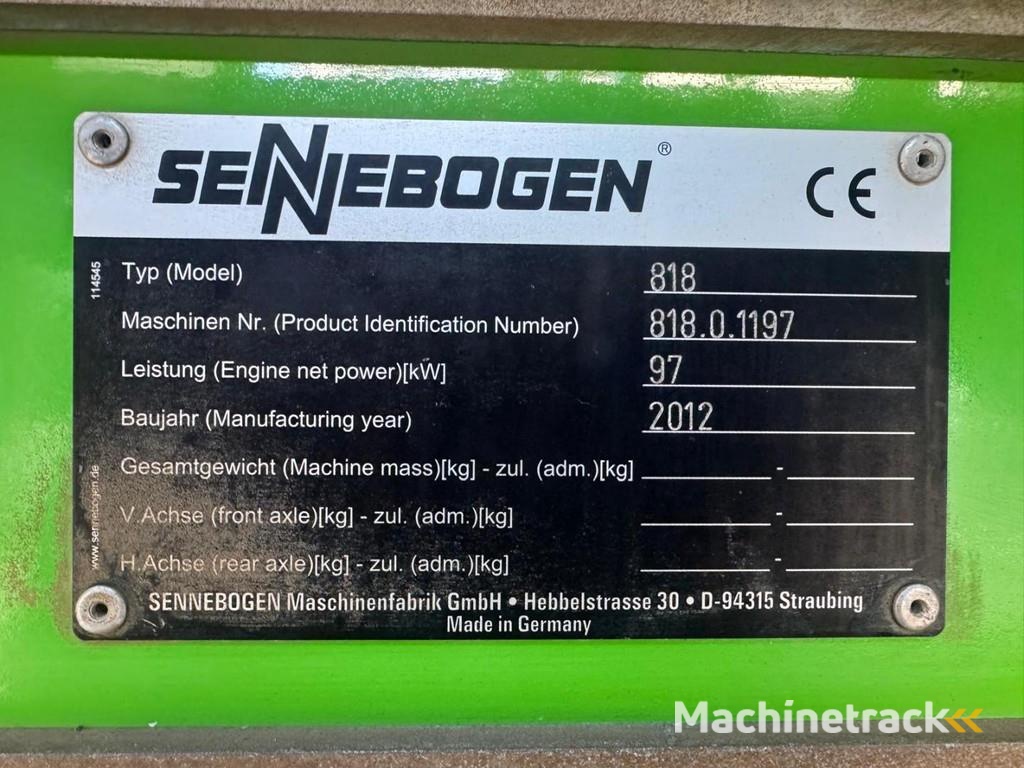 SENNEBOGEN®
CE
114545
Typ (Model) 818
Maschinen Nr. (Product Identification Number) 818.0.1197
Leistung (Engine net power)[kW] 97
Baujahr (Manufacturing year) 2012
Gesamtgewicht (Machine mass)[kg] - zul. (adm.)[kg] -
V.Achse (front axle)[kg] - zul. (adm.)[kg] -
H.Achse (rear axle)[kg] - zul. (adm.)[kg] -
www.sennebogen.de
SENNEBOGEN Maschinenfabrik GmbH • Hebbelstrasse 30 • D-94315 Straubing
Made in Germany
Machinetrack